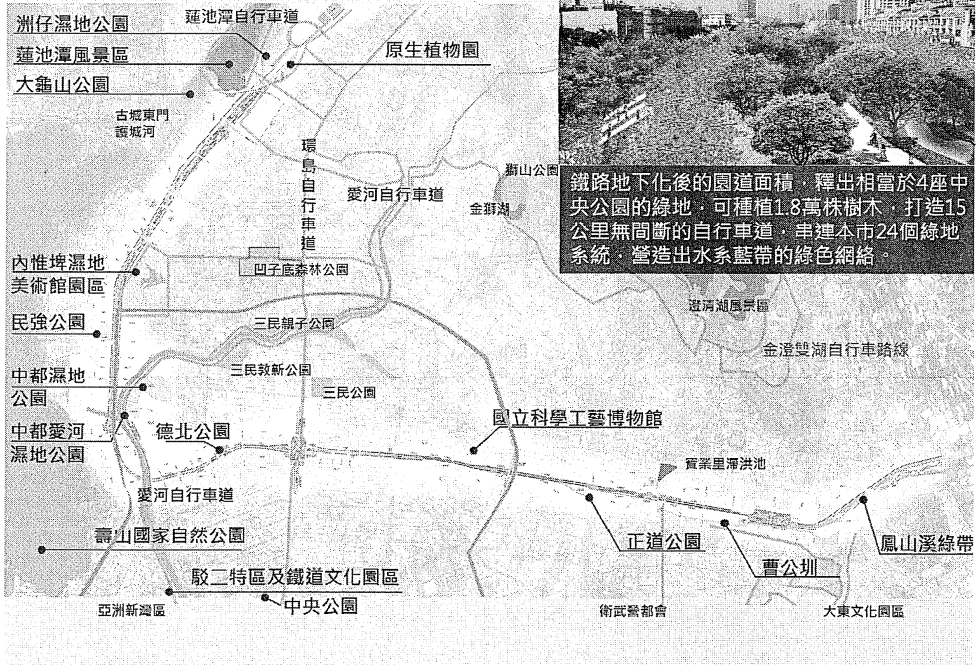 洲仔濕地公園
蓮池潭自行車道
蓮池潭風景區
原生植物園
大龜山公園
古城東門
護城河
環島自行車道
愛河自行車道
獅山公園
金獅湖
鐵路地下化後的園道面積，釋出相當於4座中
央公園的綠地，可種植1.8萬株樹木，打造15
公里無間斷的自行車道，串連本市24個綠地
系統，營造出水系藍帶的綠色網絡。
內惟埤濕地
美術館園區
凹子底森林公園
澄清湖風景區
民強公園
三民親子公園
金澄雙湖自行車路線
中都濕地
公園
三民敦新公園
三民公園
中都愛河
濕地公園
德北公園
國立科學工藝博物館
寶業里滯洪池
愛河自行車道
壽山國家自然公園
正道公園
鳳山溪綠帶
曹公圳
駁二特區及鐵道文化園區
中央公園
亞洲新灣區
衛武營都會
大東文化園區